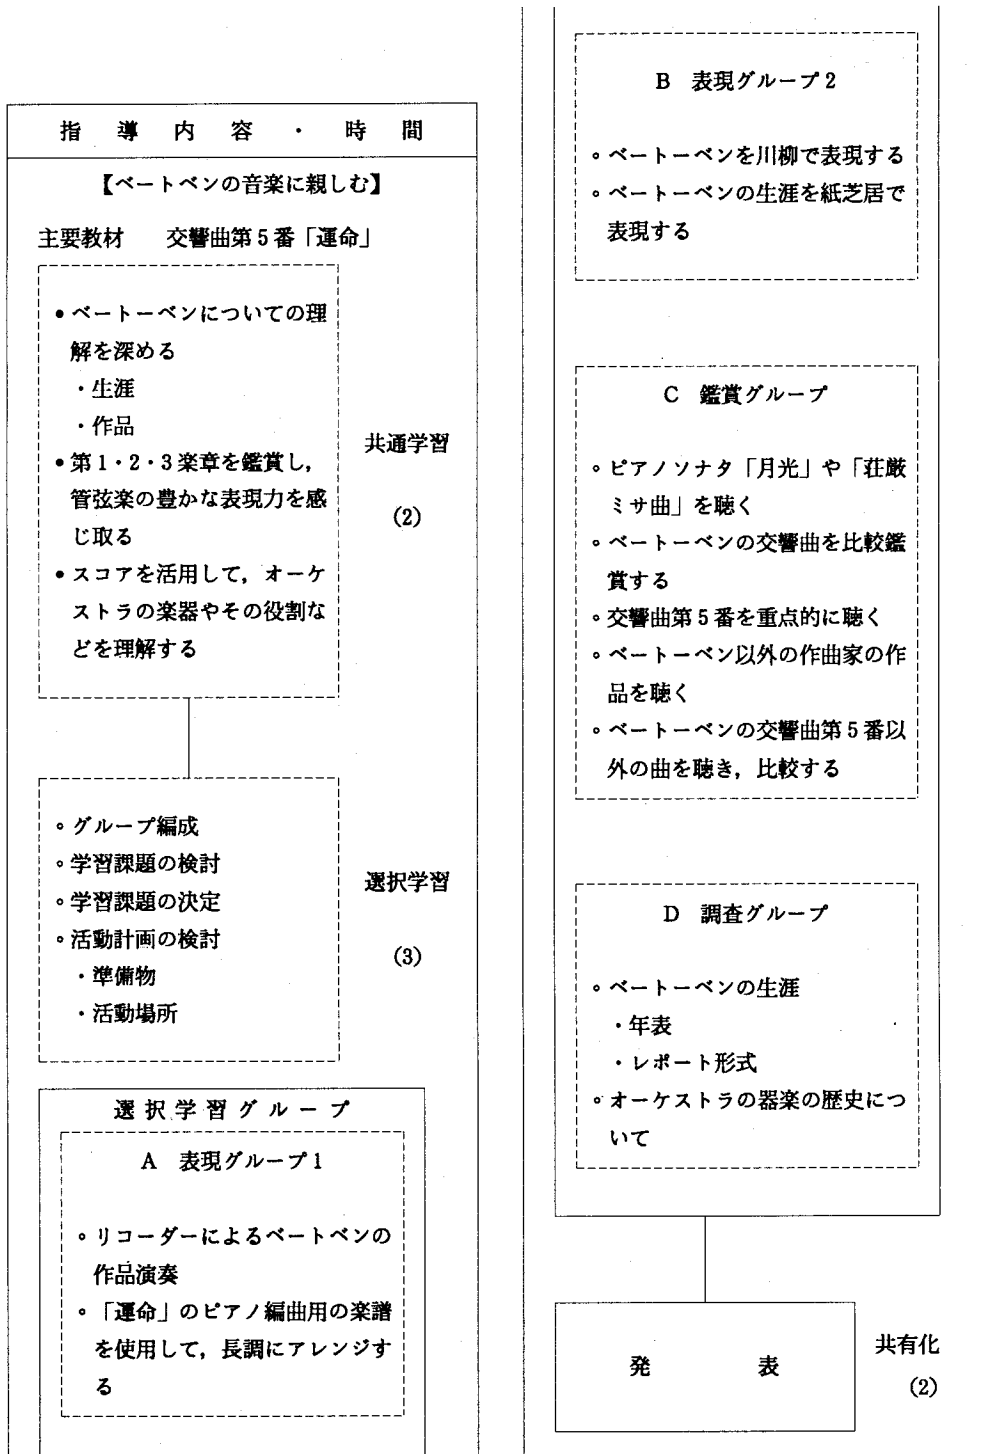 指導内容・時間
【ベートベンの音楽に親しむ】
主要教材　交響曲第5番「運命」
•ベートーベンについての理
解を深める
・生涯
・作品
•第1・2・3楽章を鑑賞し，
管弦楽の豊かな表現力を感
じ取る
•スコアを活用して，オーケ
ストラの楽器やその役割な
どを理解する
共通学習
(2)
◦グループ編成
◦学習課題の検討
◦学習課題の決定
◦活動計画の検討
・準備物
・活動場所
選択学習
(3)
選択学習グループ
A　表現グループ1
◦リコーダーによるベートベンの
作品演奏
◦「運命」のピアノ編曲用の楽譜
を使用して，長調にアレンジす
る
B　表現グループ2
◦ベートーベンを川柳で表現する
◦ベートーベンの生涯を紙芝居で
表現する
C　鑑賞グループ
◦ピアノソナタ「月光」や「荘厳
ミサ曲」を聴く
◦ベートーベンの交響曲を比較鑑
賞する
◦交響曲第5番を重点的に聴く
◦ベートーベン以外の作曲家の作
品を聴く
◦ベートーベンの交響曲第5番以
外の曲を聴き，比較する
D　調査グループ
◦ベートーベンの生涯
・年表
・レポート形式
◦オーケストラの器楽の歴史につ
いて
発表
共有化
(2)